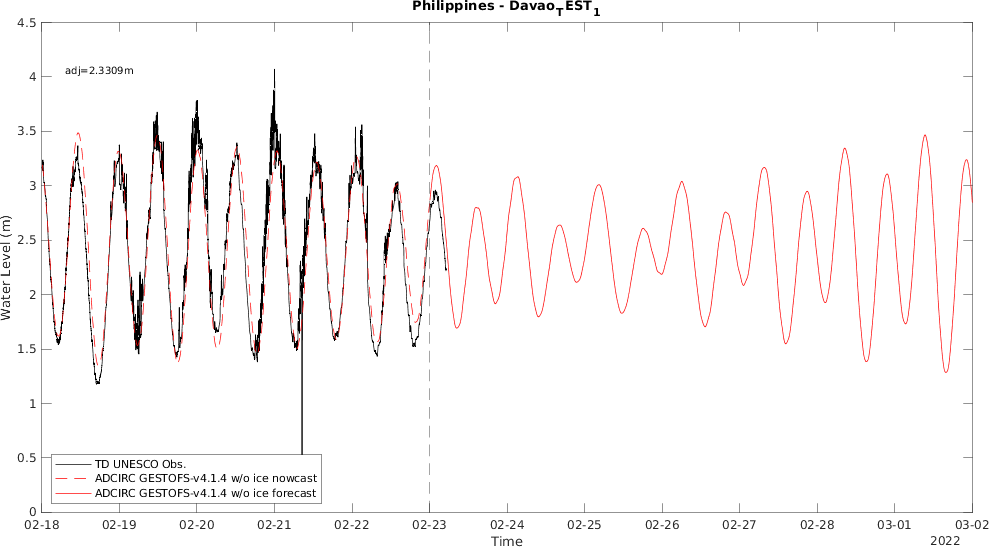 Philippines - Davao_TEST_1
4.5
4
3.5
3
2.5
2
1.5
1
0.5
0
Water Level (m)
adj=2.3309m
TD UNESCO Obs.
ADCIRC GESTOFS-v4.1.4 w/o ice nowcast
ADCIRC GESTOFS-v4.1.4 w/o ice forecast
02-18 02-19 02-20 02-21 02-22 02-23 02-24 02-25 02-26 02-27 02-28 03-01 03-02
Time
2022